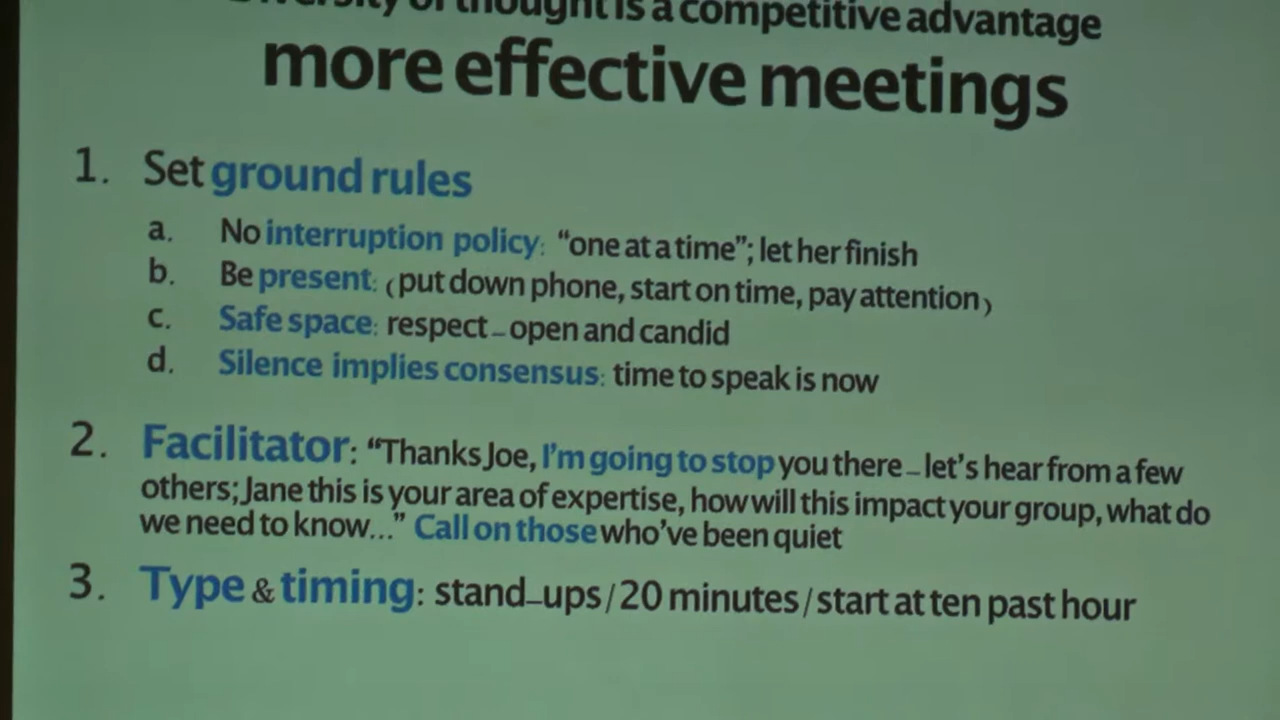 Diversity of thought is a competitive advantage
more effective meetings
1. Set ground rules
a. No interruption policy: “one at a time”; let her finish
b. Be present: (put down phone, start on time, pay attention)
c. Safe space: respect – open and candid
d. Silence implies consensus: time to speak is now
2. Facilitator: “Thanks Joe, I’m going to stop you there – let’s hear from a few
others; Jane this is your area of expertise, how will this impact your group, what do
we need to know...” Call on those who’ve been quiet
3. Type & timing: stand-ups / 20 minutes / start at ten past hour